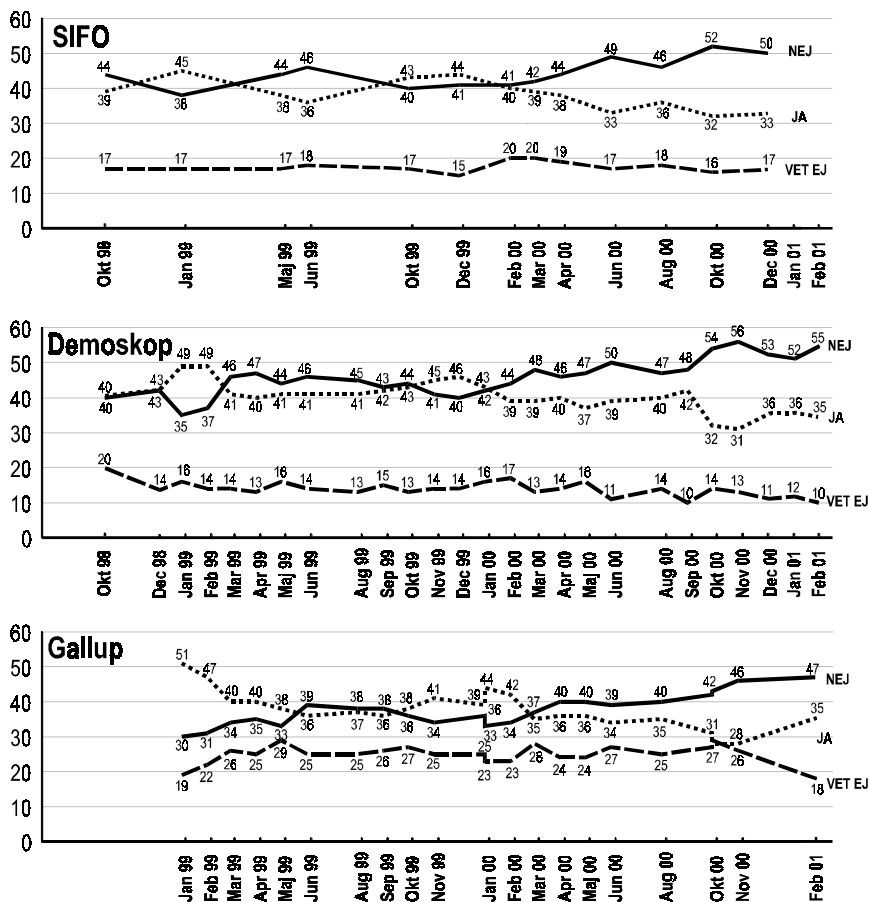 SIFO
60
50
40
30
20
10
0
44 38 44 46 40 41 41 42 44 49 46 52 50 NEJ
39 45 38 36 43 44 40 39 38 33 36 32 33 JA
17 17 17 18 17 15 20 20 19 17 18 16 17 VET EJ
Okt 98 Jan 99 Maj 99 Jun 99 Okt 99 Dec 99 Feb 00 Mar 00 Apr 00 Jun 00 Aug 00 Okt 00 Dec 00 Jan 01 Feb 01
Demoskop
60
50
40
30
20
10
0
40 43 35 37 46 47 44 46 45 43 44 41 40 42 44 48 46 47 50 47 48 54 56 53 52 55 NEJ
40 43 49 49 41 40 41 41 41 42 43 45 46 43 39 39 40 37 39 40 42 32 31 36 36 35 JA
20 14 16 14 14 13 16 14 13 15 13 14 14 16 17 13 14 16 11 14 10 14 13 11 12 10 VET EJ
Okt 98 Dec 98 Jan 99 Feb 99 Mar 99 Apr 99 Maj 99 Jun 99 Aug 99 Sep 99 Okt 99 Nov 99 Dec 99 Jan 00 Feb 00 Mar 00 Apr 00 Maj 00 Jun 00 Aug 00 Sep 00 Okt 00 Nov 00 Dec 00 Jan 01 Feb 01
Gallup
60
50
40
30
20
10
0
30 31 34 35 33 39 38 38 36 34 36 33 34 37 40 40 39 40 42 46 47 NEJ
51 47 40 40 38 36 37 36 38 41 39 44 42 35 36 36 34 35 31 28 35 JA
19 22 26 25 29 25 25 26 27 25 25 23 23 28 24 24 27 25 27 26 18 VET EJ
Jan 99 Feb 99 Mar 99 Apr 99 Maj 99 Jun 99 Aug 99 Sep 99 Okt 99 Nov 99 Jan 00 Feb 00 Mar 00 Apr 00 Maj 00 Jun 00 Aug 00 Okt 00 Nov 00 Feb 01